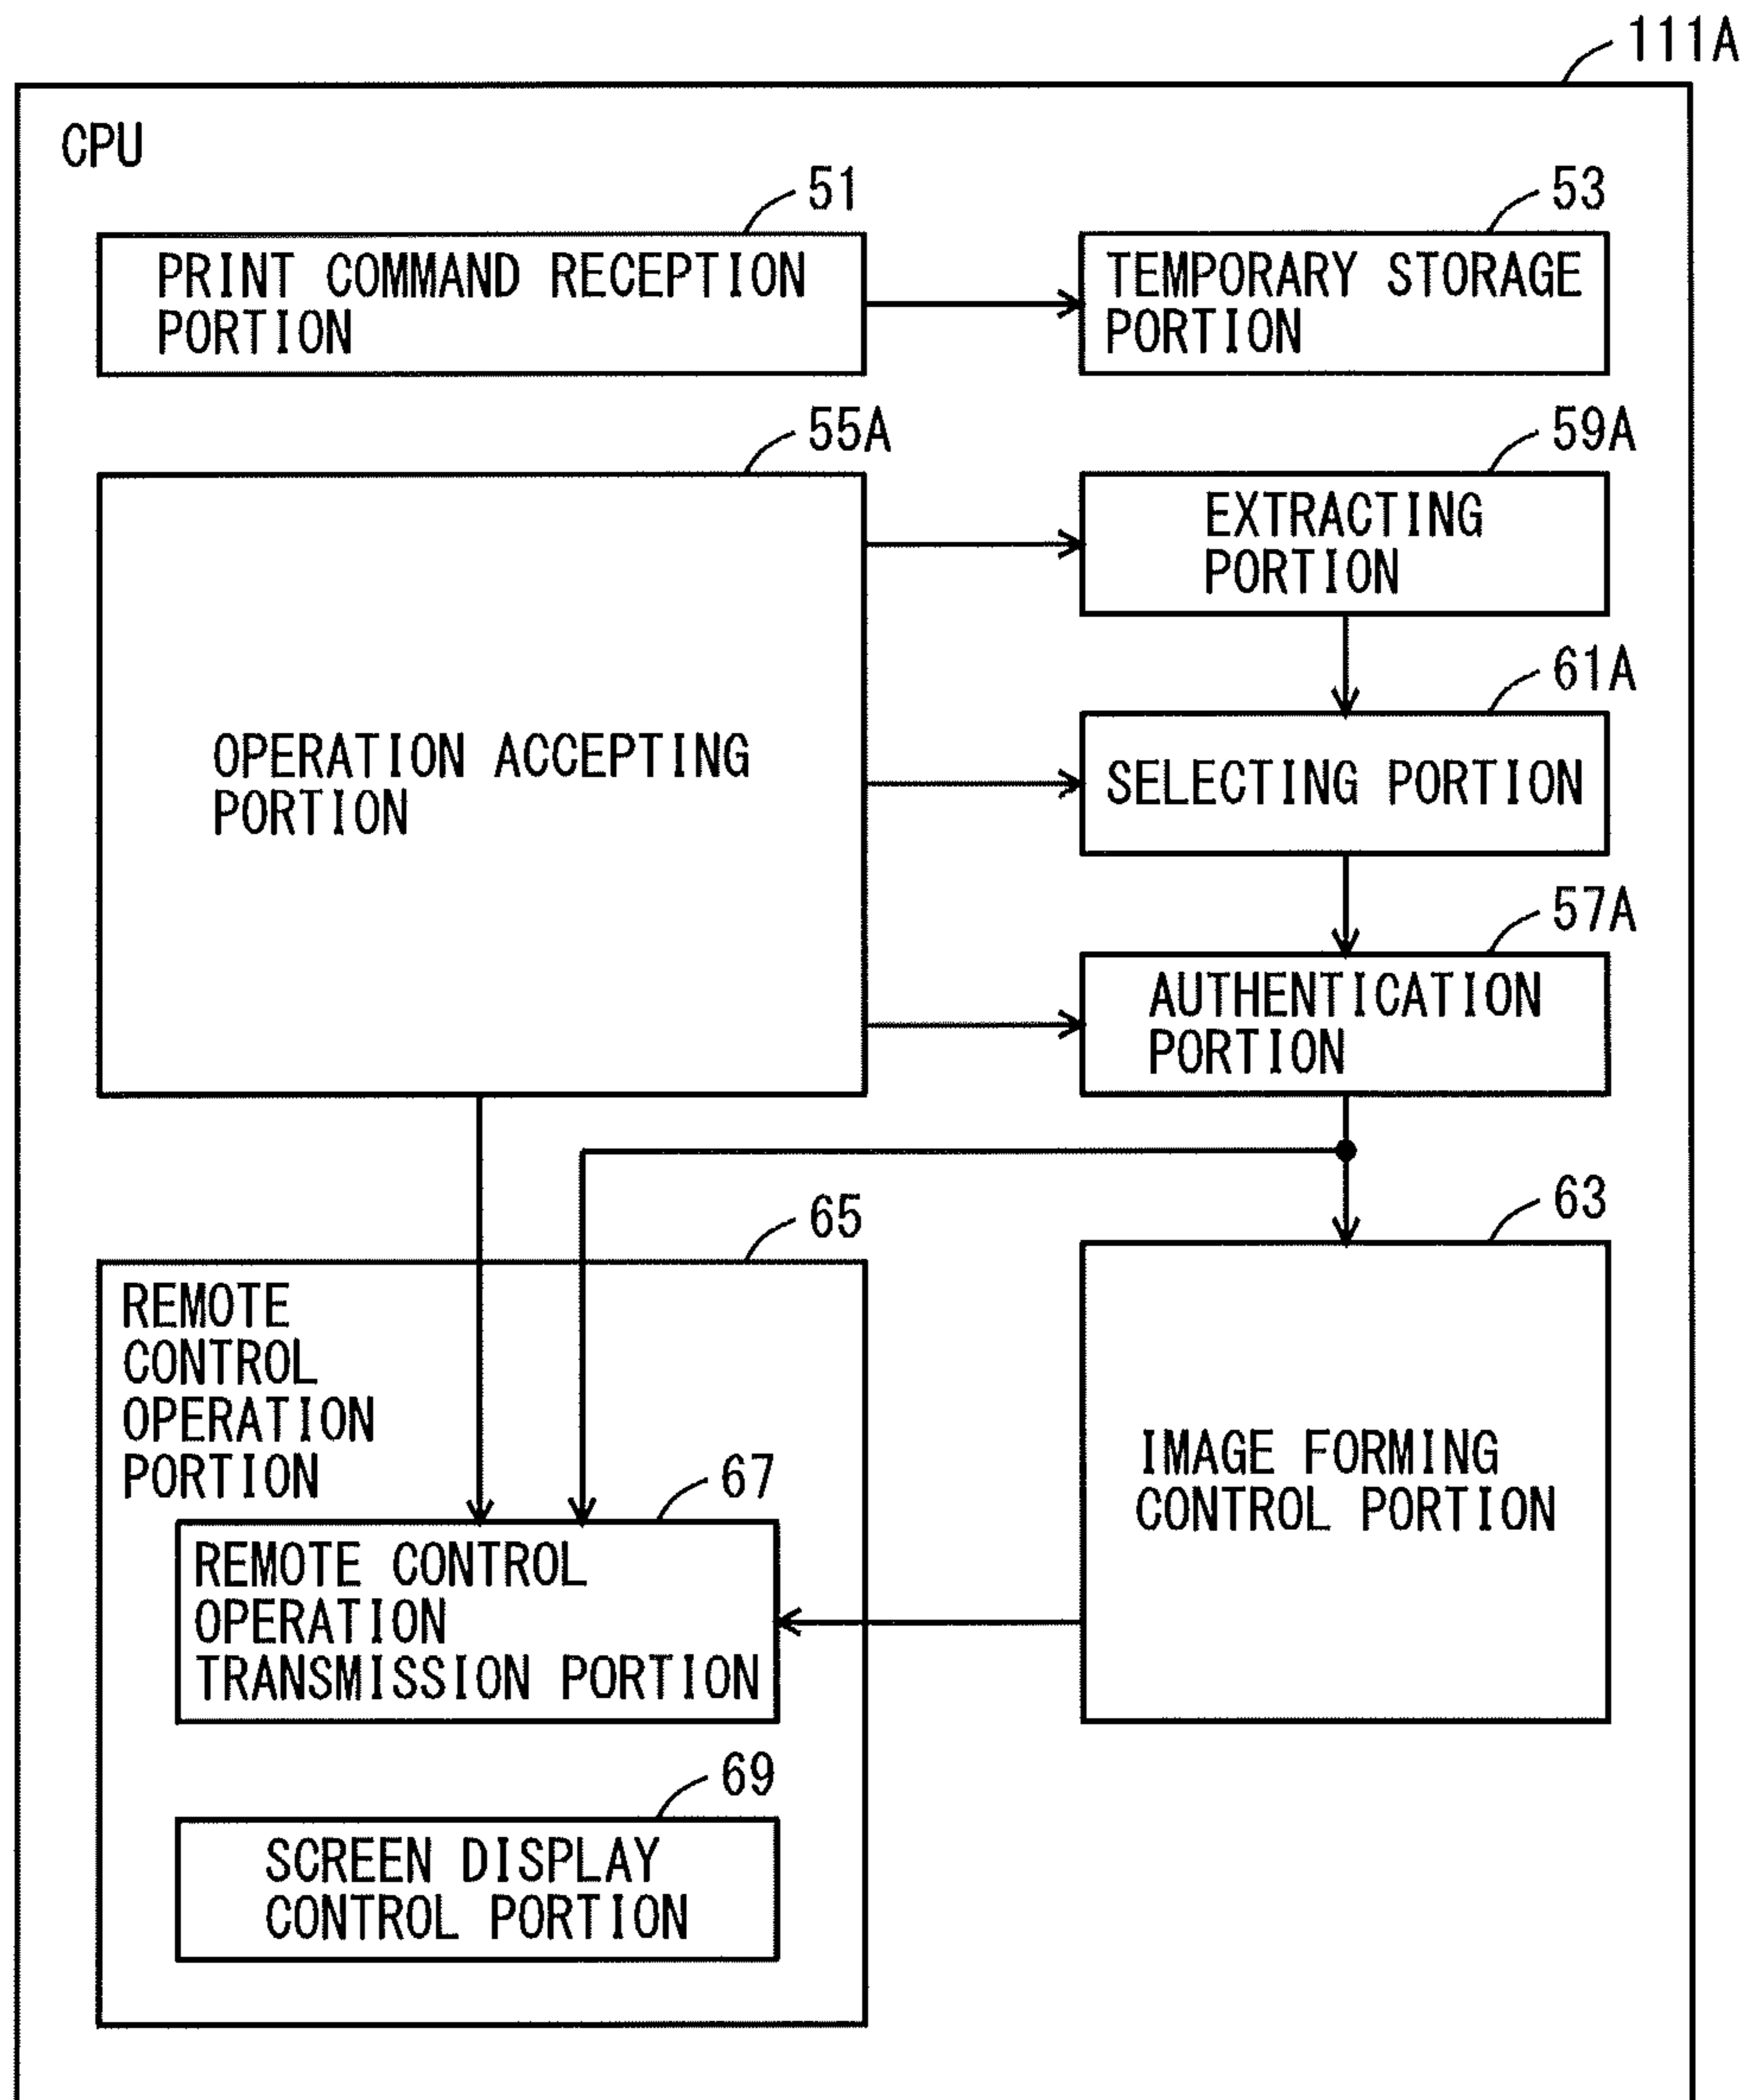 111A
CPU
51
PRINT COMMAND RECEPTION
PORTION
53
TEMPORARY STORAGE
PORTION
55A
OPERATION ACCEPTING
PORTION
59A
EXTRACTING
PORTION
61A
SELECTING PORTION
57A
AUTHENTICATION
PORTION
65
REMOTE
CONTROL
OPERATION
PORTION
67
REMOTE CONTROL
OPERATION
TRANSMISSION PORTION
69
SCREEN DISPLAY
CONTROL PORTION
63
IMAGE FORMING
CONTROL PORTION